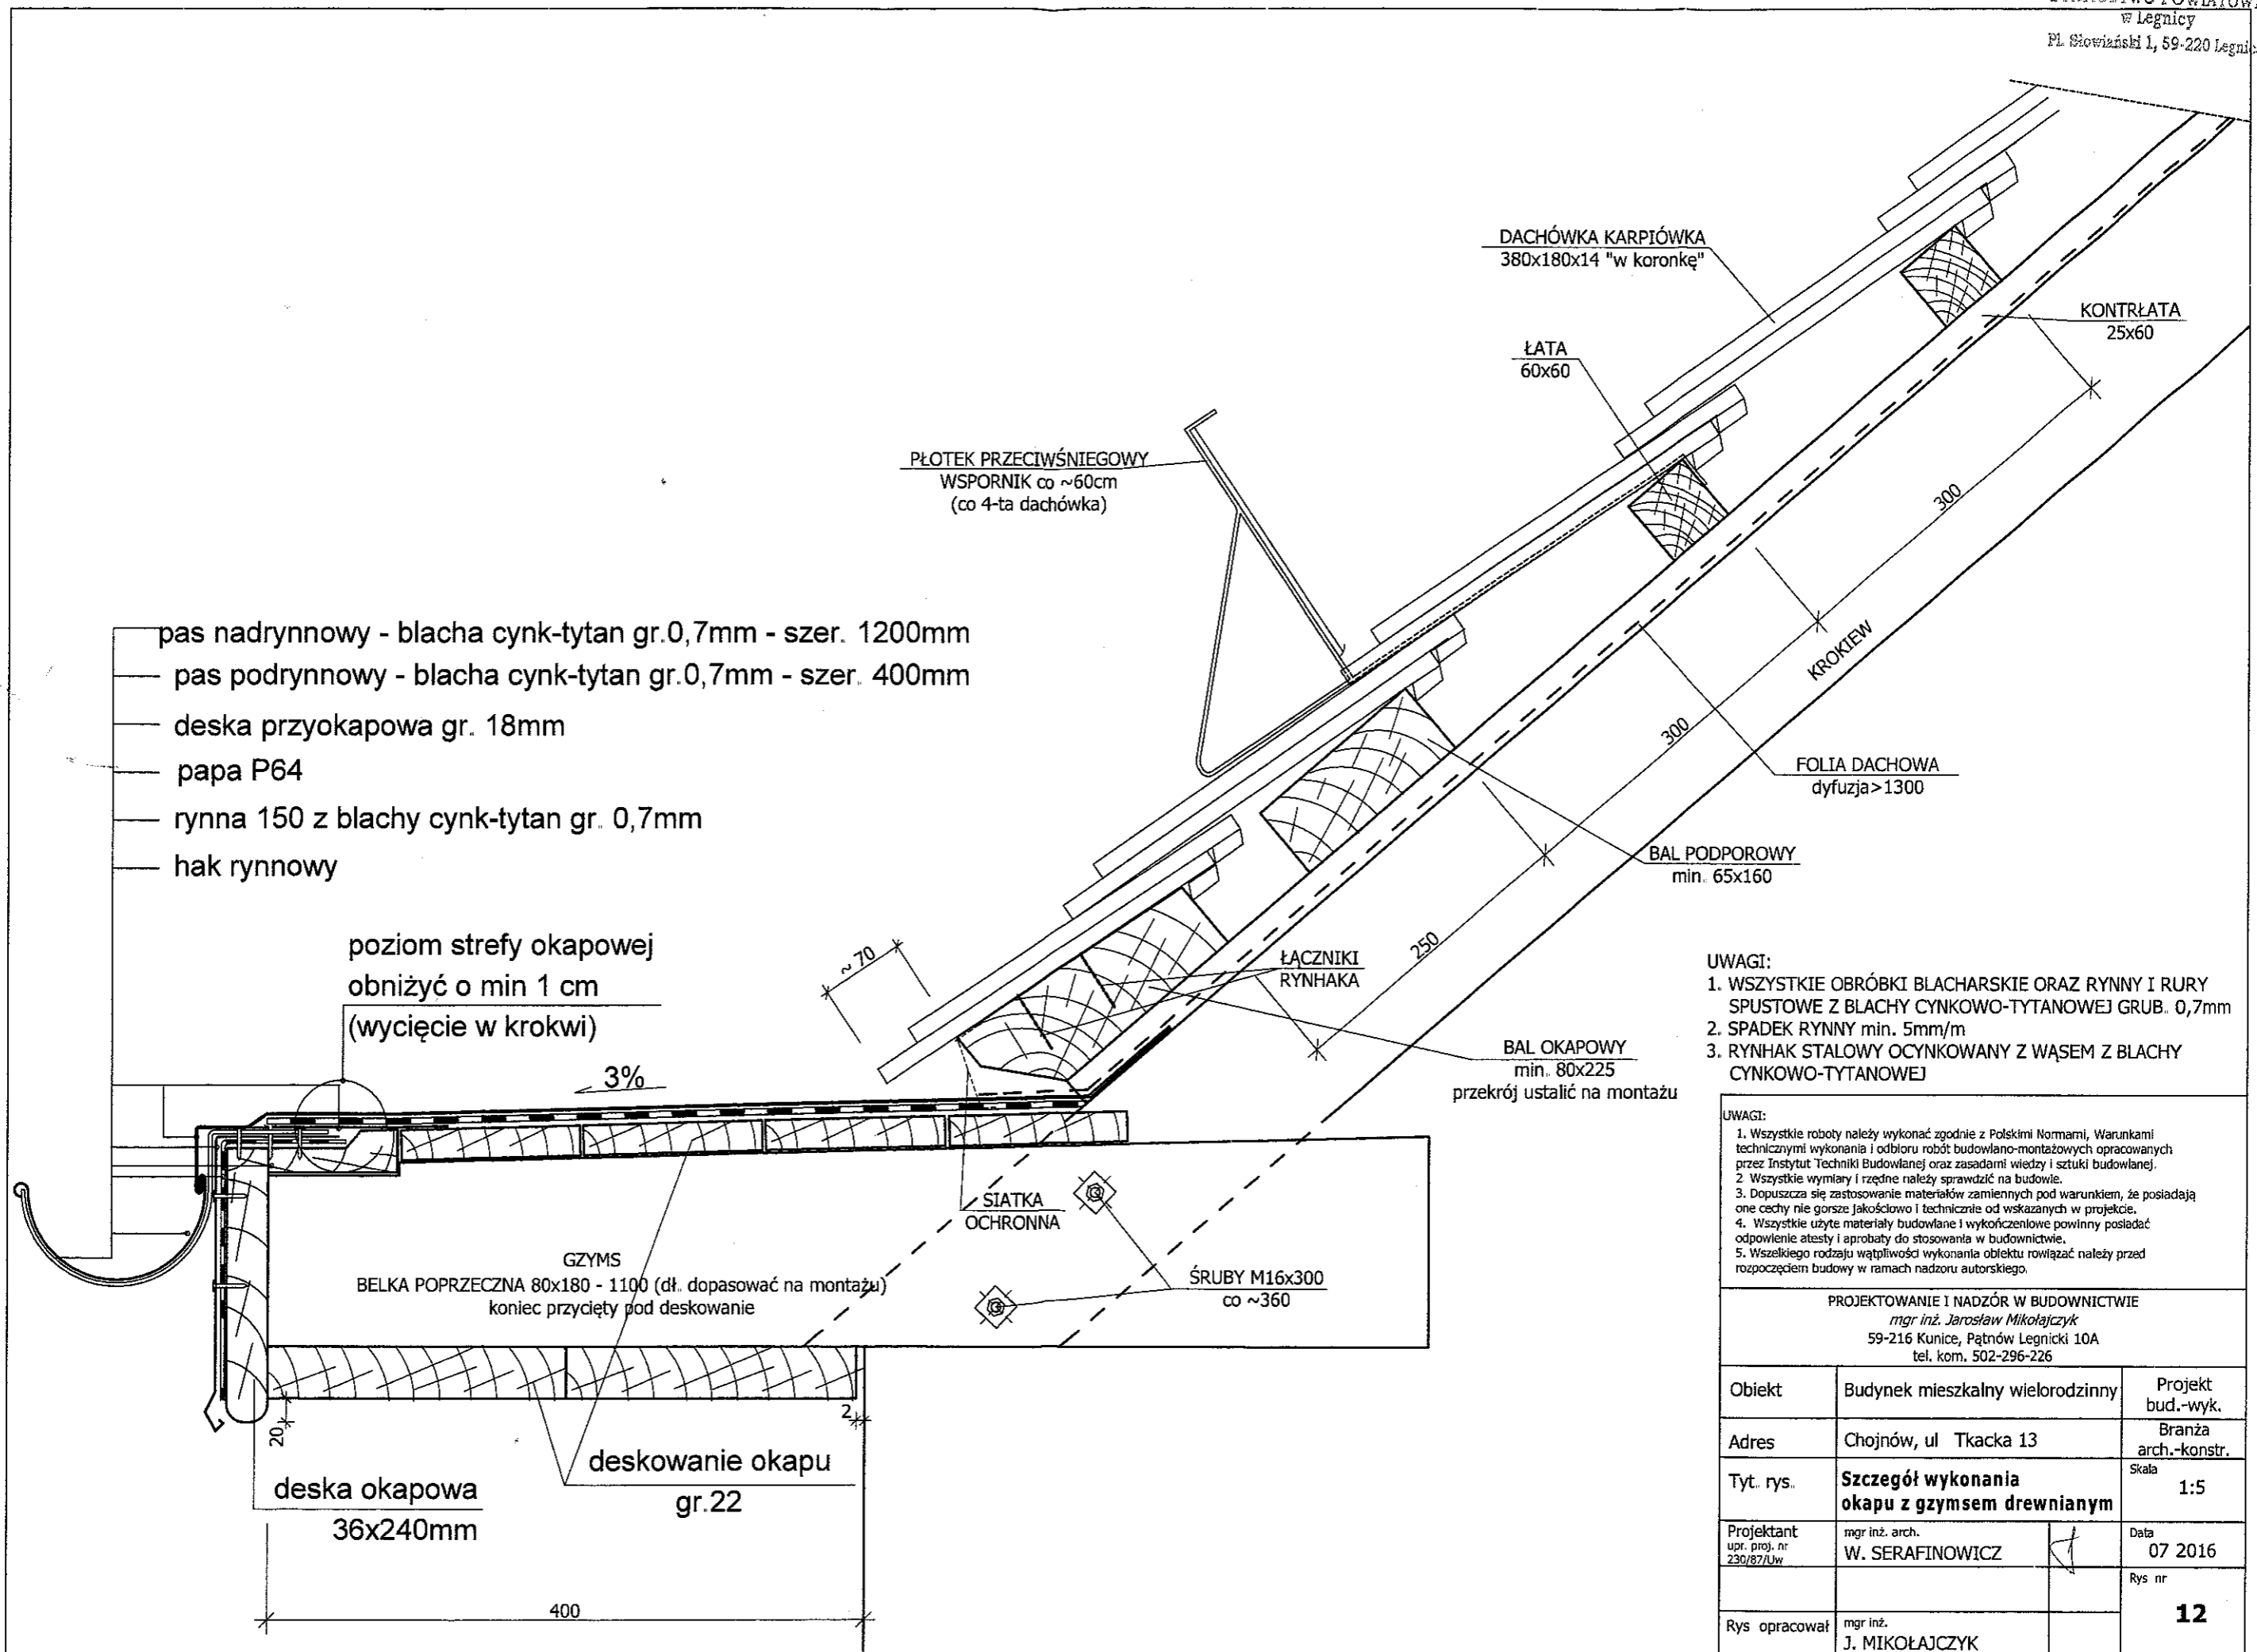 w Legnicy
Pl. Słowiański 1, 59-220
DACHÓWKA KARPIÓWKA
380x180x14 "w koronkę"
KONTRŁATA
25x60
ŁATA
60x60
PŁOTEK PRZECIWŚNIEGOWY
WSPORNIK co ~60cm
(co 4-ta dachówka)
300
KROKIEW
300
pas nadrynnowy - blacha cynk-tytan gr.0,7mm - szer. 1200mm
pas podrynnowy - blacha cynk-tytan gr.0,7mm - szer. 400mm
deska przyokapowa gr. 18mm
papa P64
rynna 150 z blachy cynk-tytan gr. 0,7mm
hak rynnowy
FOLIA DACHOWA
dyfuzja>1300
BAL PODPOROWY
min. 65x160
250
poziom strefy okapowej
obniżyć o min 1 cm
(wycięcie w krokwi)
~ 70
ŁĄCZNIKI
RYNHAKA
BAL OKAPOWY
min. 80x225
przekrój ustalić na montażu
3%
SIATKA
OCHRONNA
GZYMS
BELKA POPRZECZNA 80x180 - 1100 (dł. dopasować na montażu)
koniec przycięty pod deskowanie
ŚRUBY M16x300
co ~360
20
2
deskowanie okapu
gr.22
deska okapowa
36x240mm
400
UWAGI:
1. WSZYSTKIE OBRÓBKI BLACHARSKIE ORAZ RYNNY I RURY
SPUSTOWE Z BLACHY CYNKOWO-TYTANOWEJ GRUB. 0,7mm
2. SPADEK RYNNY min. 5mm/m
3. RYNHAK STALOWY OCYNKOWANY Z WĄSEM Z BLACHY
CYNKOWO-TYTANOWEJ
UWAGI:
1. Wszystkie roboty należy wykonać zgodnie z Polskimi Normami, Warunkami
technicznymi wykonania i odbioru robót budowlano-montażowych opracowanych
przez Instytut Techniki Budowlanej oraz zasadami wiedzy i sztuki budowlanej.
2 Wszystkie wymiary i rzędne należy sprawdzić na budowie.
3. Dopuszcza się zastosowanie materiałów zamiennych pod warunkiem, że posiadają
one cechy nie gorsze jakościowo i technicznie od wskazanych w projekcie.
4. Wszystkie użyte materiały budowlane i wykończeniowe powinny posiadać
odpowienie atesty i aprobaty do stosowania w budownictwie.
5. Wszelkiego rodzaju wątpliwości wykonania obiektu rowiązać należy przed
rozpoczęciem budowy w ramach nadzoru autorskiego.
PROJEKTOWANIE I NADZÓR W BUDOWNICTWIE
mgr inż. Jarosław Mikołajczyk
59-216 Kunice, Pątnów Legnicki 10A
tel. kom. 502-296-226
Obiekt Budynek mieszkalny wielorodzinny Projekt
bud.-wyk.
Adres Chojnów, ul Tkacka 13 Branża
arch.-konstr.
Tyt. rys. Szczegół wykonania
okapu z gzymsem drewnianym
Skala
1:5
Projektant
upr. proj. nr
230/87/Uw
mgr inż. arch.
W. SERAFINOWICZ
Data
07 2016
Rys nr
12
Rys opracował mgr inż.
J. MIKOŁAJCZYK